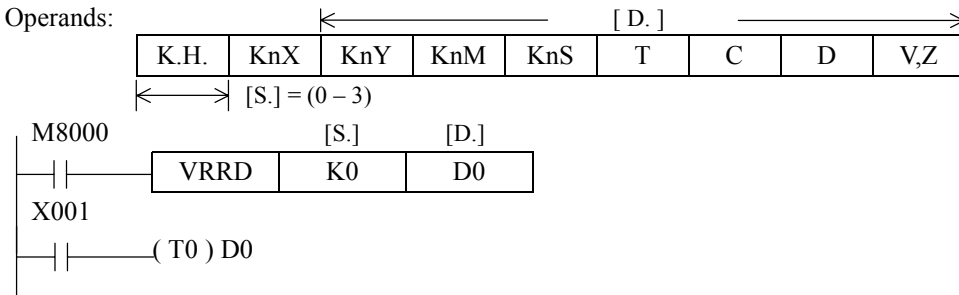 Operands: [ D. ]
K.H. KnX KnY KnM KnS T C D V,Z
[S.] = (0 – 3)
M8000 [S.] [D.]
VRRD K0 D0
X001
( T0 ) D0